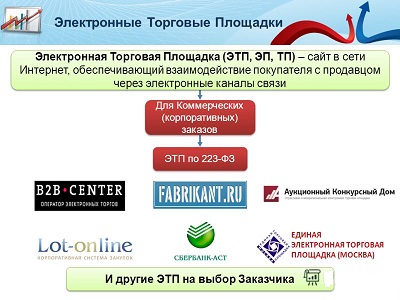 Электронные Торговые Площадки
Электронная Торговая Площадка (ЭТП, ЭП, ТП) – сайт в сети
Интернет, обеспечивающий взаимодействие покупателя с продавцом
через электронные каналы связи
Для Коммерческих
(корпоративных)
заказов
ЭТП по 223-ФЗ
B2B·CENTER
ОПЕРАТОР ЭЛЕКТРОННЫХ ТОРГОВ
FABRIKANT.RU
Аукционный Конкурсный Дом
Lot-online
КОРПОРАТИВНАЯ СИСТЕМА ЗАКУПОК
СБЕРБАНК-АСТ
ЕДИНАЯ
ЭЛЕКТРОННАЯ ТОРГОВАЯ
ПЛОЩАДКА (МОСКВА)
И другие ЭТП на выбор Заказчика